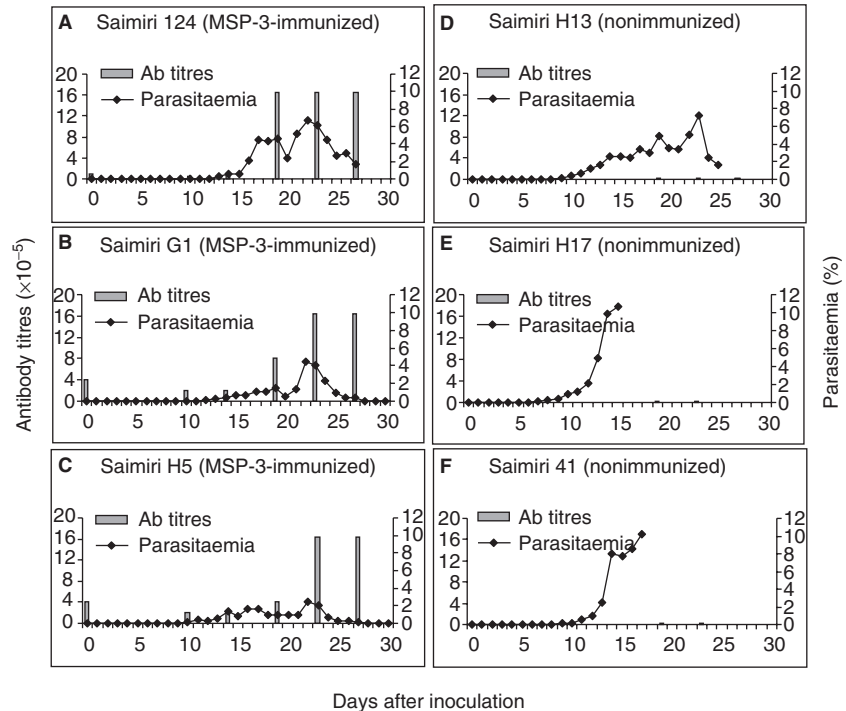 A Saimiri 124 (MSP-3-immunized)
20 16 12 8 4 0
Ab titres
Parasitaemia
12 10 8 6 4 2 0
0 5 10 15 20 25 30
B Saimiri G1 (MSP-3-immunized)
20 16 12 8 4 0
Ab titres
Parasitaemia
12 10 8 6 4 2 0
0 5 10 15 20 25 30
C Saimiri H5 (MSP-3-immunized)
20 16 12 8 4 0
Ab titres
Parasitaemia
12 10 8 6 4 2 0
0 5 10 15 20 25 30
D Saimiri H13 (nonimmunized)
20 16 12 8 4 0
Ab titres
Parasitaemia
12 10 8 6 4 2 0
0 5 10 15 20 25 30
E Saimiri H17 (nonimmunized)
20 16 12 8 4 0
Ab titres
Parasitaemia
12 10 8 6 4 2 0
0 5 10 15 20 25 30
F Saimiri 41 (nonimmunized)
20 16 12 8 4 0
Ab titres
Parasitaemia
12 10 8 6 4 2 0
0 5 10 15 20 25 30
Antibody titres (×10⁻⁵)
Parasitaemia (%)
Days after inoculation